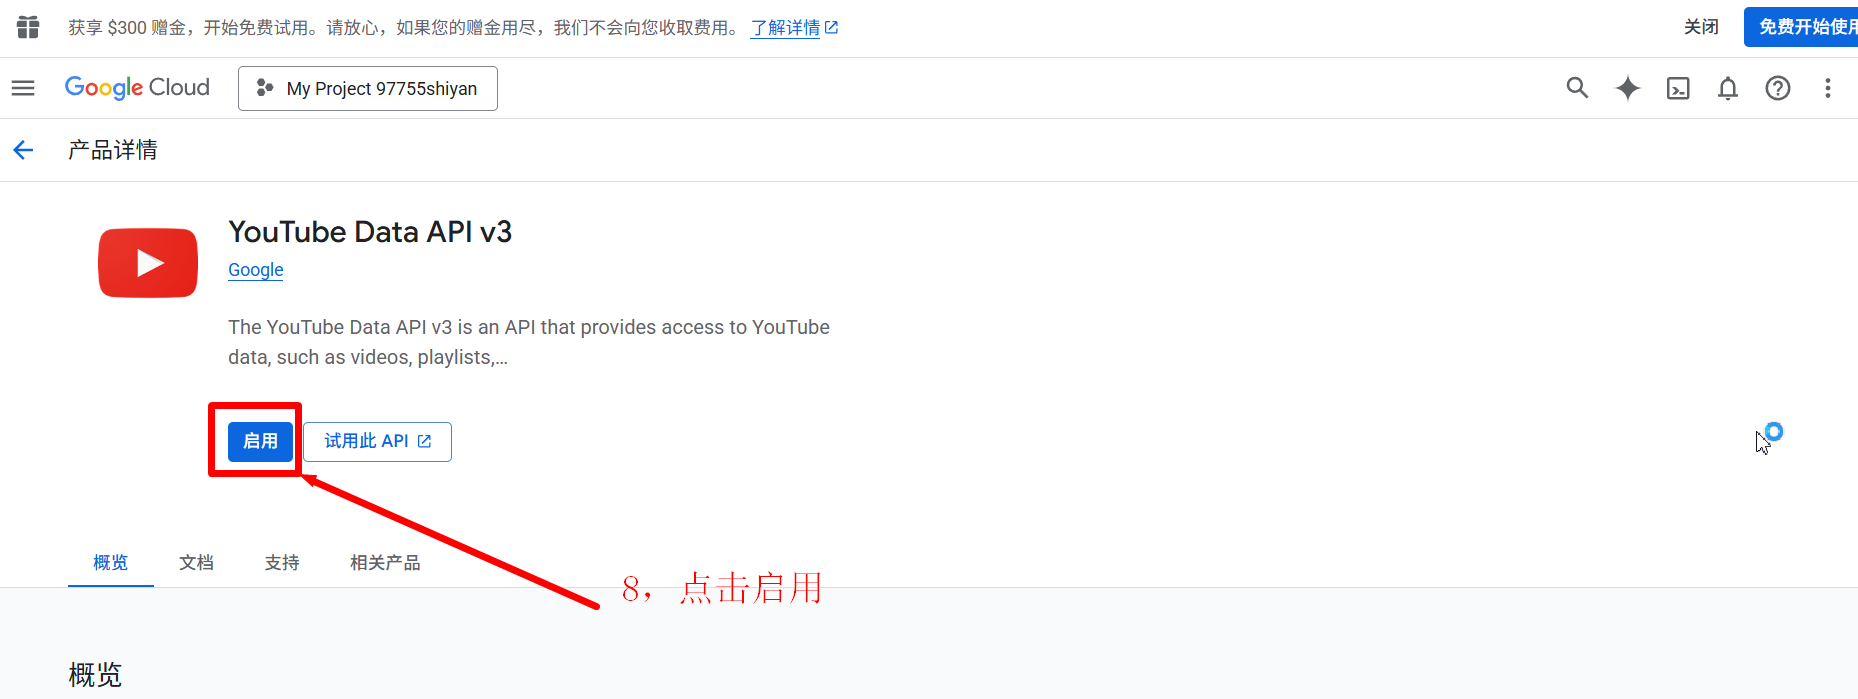 获享 $300 赠金，开始免费试用。请放心，如果您的赠金用尽，我们不会向您收取费用。 了解详情
关闭
免费开始使用
Google Cloud
My Project 97755shiyan
产品详情
YouTube Data API v3
Google
The YouTube Data API v3 is an API that provides access to YouTube
data, such as videos, playlists,...
启用
试用此 API
概览 文档 支持 相关产品
8，点击启用
概览